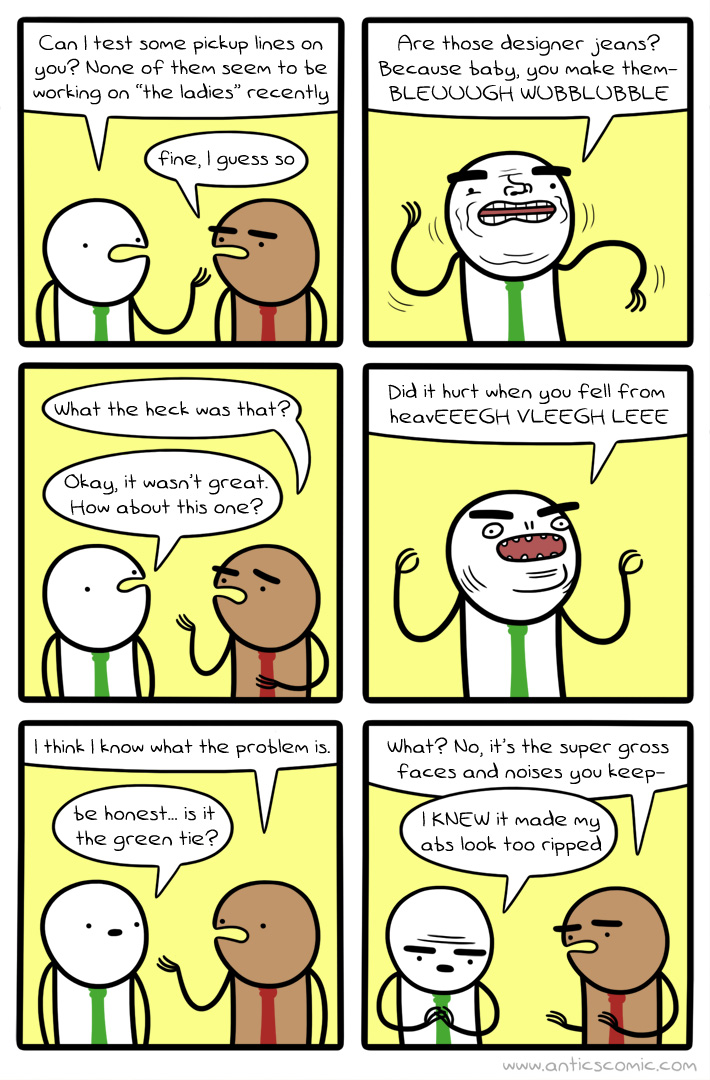 Can I test some pickup lines on
you? None of them seem to be
working on "the ladies" recently
fine, I guess so
Are those designer jeans?
Because baby, you make them-
BLEUUUGH WUBBLUBBLE
What the heck was that?
Okay, it wasn't great.
How about this one?
Did it hurt when you fell from
heavEEEGH VLEEGH LEEE
I think I know what the problem is.
be honest... is it
the green tie?
What? No, it's the super gross
faces and noises you keep-
I KNEW it made my
abs look too ripped
www.anticscomic.com